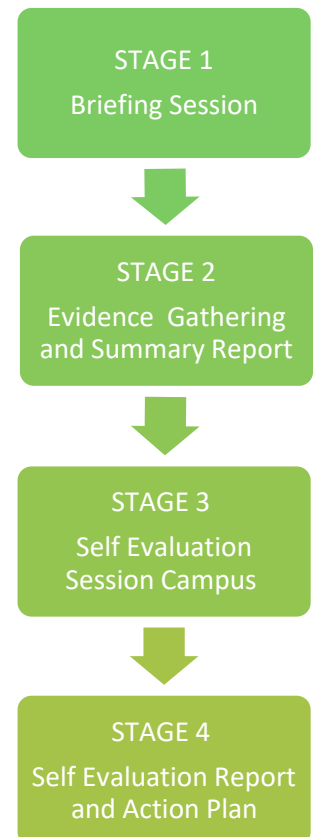 STAGE 1
Briefing Session
STAGE 2
Evidence Gathering
and Summary Report
STAGE 3
Self Evaluation
Session Campus
STAGE 4
Self Evaluation Report
and Action Plan